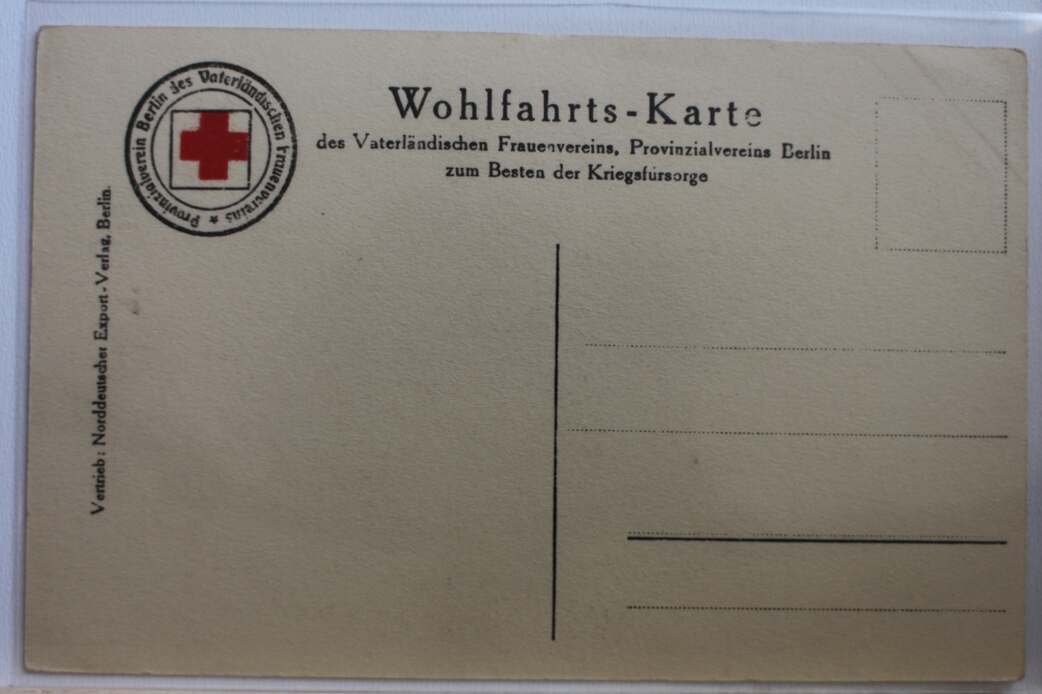 Provinzialverein Berlin des Vaterländischen Frauenvereins *
Wohlfahrts-Karte
des Vaterländischen Frauenvereins, Provinzialvereins Berlin
zum Besten der Kriegsfürsorge
Vertrieb: Norddeutscher Export-Verlag, Berlin.